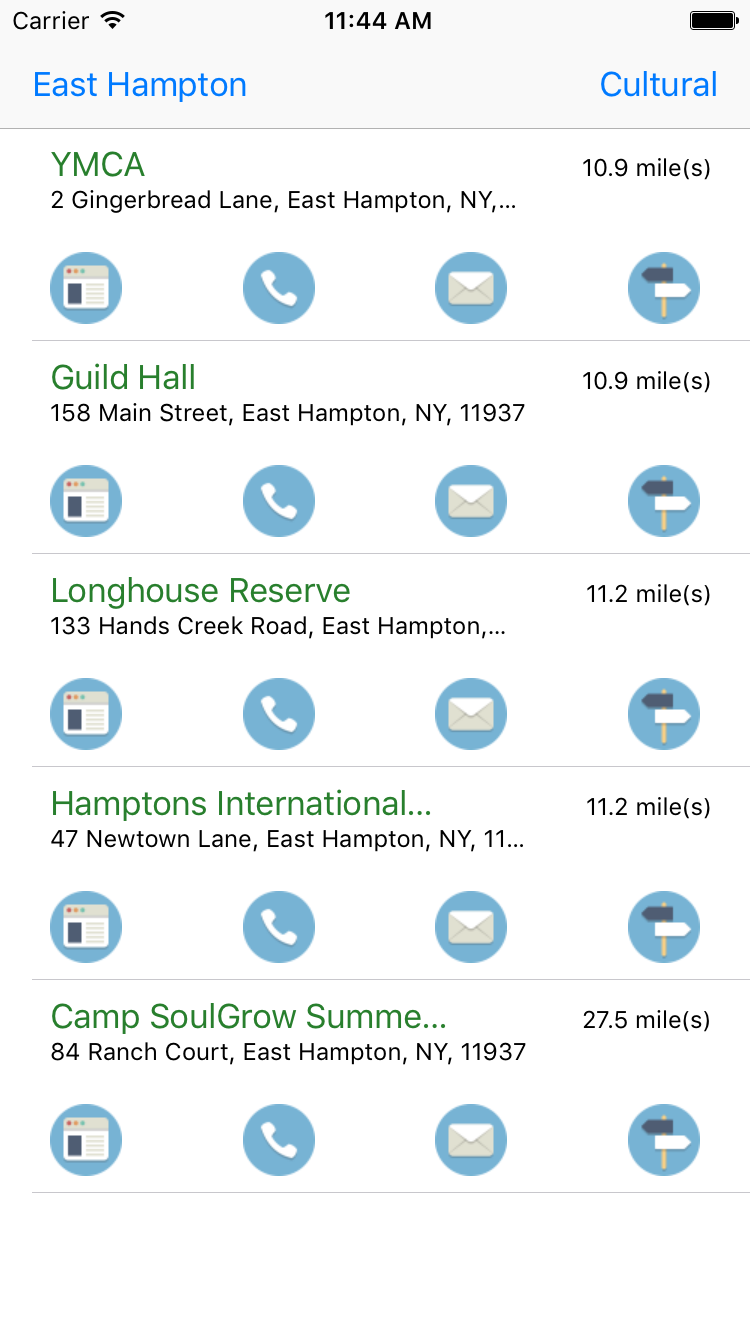 Carrier 11:44 AM
East Hampton Cultural
YMCA 10.9 mile(s)
2 Gingerbread Lane, East Hampton, NY,...
Guild Hall 10.9 mile(s)
158 Main Street, East Hampton, NY, 11937
Longhouse Reserve 11.2 mile(s)
133 Hands Creek Road, East Hampton,...
Hamptons International... 11.2 mile(s)
47 Newtown Lane, East Hampton, NY, 11...
Camp SoulGrow Summe... 27.5 mile(s)
84 Ranch Court, East Hampton, NY, 11937